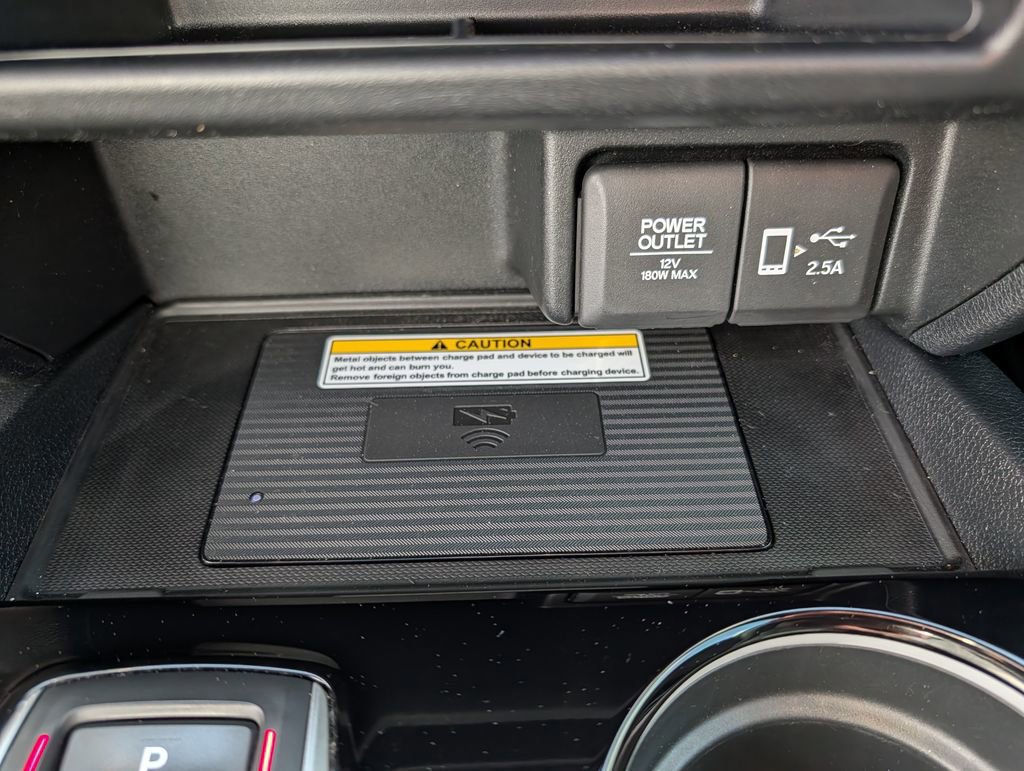 POWER
OUTLET
12V
180W MAX
2.5A
CAUTION
Metal objects between charge pad and device to be charged will
get hot and can burn you.
Remove foreign objects from charge pad before charging device.
P